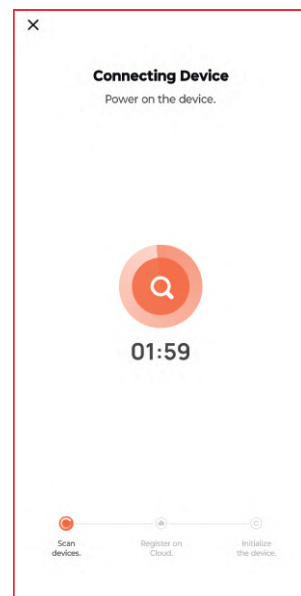 Connecting Device
Power on the device.
01:59
Scan
devices.
Register on
Cloud.
Initialize
the device.